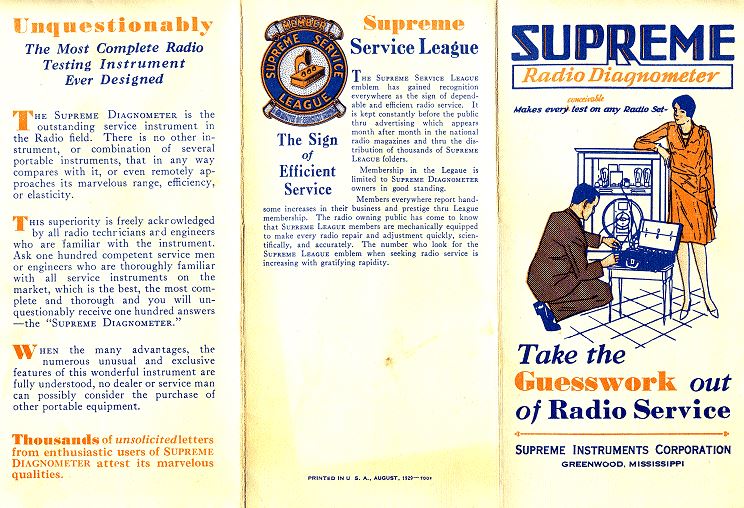 Unquestionably
The Most Complete Radio
Testing Instrument
Ever Designed
THE SUPREME DIAGNOMETER is the
outstanding service instrument in
the Radio field. There is no other in-
strument, or combination of several
portable instruments, that in any way
compares with it, or even remotely ap-
proaches its marvelous range, efficiency,
or elasticity.
THIS superiority is freely acknowledged
by all radio technicians and engineers
who are familiar with the instrument.
Ask one hundred competent service men
or engineers who are thoroughly familiar
with all service instruments on the
market, which is the best, the most com-
plete and thorough and you will un-
questionably receive one hundred answers
—the "SUPREME DIAGNOMETER."
WHEN the many advantages, the
numerous unusual and exclusive
features of this wonderful instrument are
fully understood, no dealer or service man
can possibly consider the purchase of
other portable equipment.
Thousands of unsolicited letters
from enthusiastic users of SUPREME
DIAGNOMETER attest its marvelous
qualities.
MEMBER
SUPREME SERVICE
LEAGUE
The Sign
of
Efficient
Service
Supreme
Service League
THE SUPREME SERVICE LEAGUE
emblem has gained recognition
everywhere as the sign of depend-
able and efficient radio service. It
is kept constantly before the public
thru advertising which appears
month after month in the national
radio magazines and thru the dis-
tribution of thousands of SUPREME
LEAGUE folders.
Membership in the Legaue is
limited to SUPREME DIAGNOMETER
owners in good standing.
Members everywhere report hand-
some increases in their business and prestige thru League
membership. The radio owning public has come to know
that SUPREME LEAGUE members are mechanically equipped
to make every radio repair and adjustment quickly, scien-
tifically, and accurately. The number who look for the
SUPREME LEAGUE emblem when seeking radio service is
increasing with gratifying rapidity.
PRINTED IN U. S. A., AUGUST, 1929—
SUPREME
Radio Diagnometer
conceivable
Makes every test on any Radio Set-
Take the
Guesswork out
of Radio Service
SUPREME INSTRUMENTS CORPORATION
GREENWOOD, MISSISSIPPI